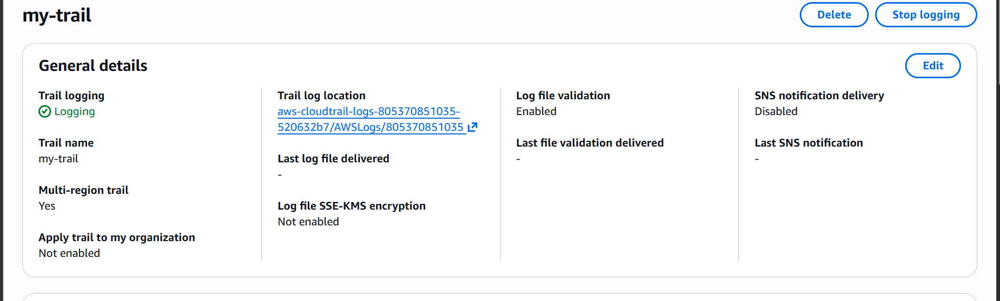 my-trail
Delete
Stop logging
General details
Edit
Trail logging
Logging
Trail name
my-trail
Multi-region trail
Yes
Apply trail to my organization
Not enabled
Trail log location
aws-cloudtrail-logs-805370851035-
520632b7/AWSLogs/805370851035
Last log file delivered
-
Log file SSE-KMS encryption
Not enabled
Log file validation
Enabled
Last file validation delivered
-
SNS notification delivery
Disabled
Last SNS notification
-